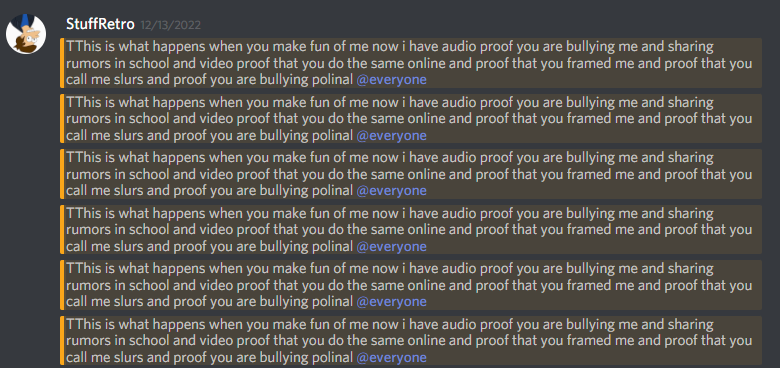 StuffRetro 12/13/2022
TThis is what happens when you make fun of me now i have audio proof you are bullying me and sharing
rumors in school and video proof that you do the same online and proof that you framed me and proof that you
call me slurs and proof you are bullying polinal @everyone
TThis is what happens when you make fun of me now i have audio proof you are bullying me and sharing
rumors in school and video proof that you do the same online and proof that you framed me and proof that you
call me slurs and proof you are bullying polinal @everyone
TThis is what happens when you make fun of me now i have audio proof you are bullying me and sharing
rumors in school and video proof that you do the same online and proof that you framed me and proof that you
call me slurs and proof you are bullying polinal @everyone
TThis is what happens when you make fun of me now i have audio proof you are bullying me and sharing
rumors in school and video proof that you do the same online and proof that you framed me and proof that you
call me slurs and proof you are bullying polinal @everyone
TThis is what happens when you make fun of me now i have audio proof you are bullying me and sharing
rumors in school and video proof that you do the same online and proof that you framed me and proof that you
call me slurs and proof you are bullying polinal @everyone
TThis is what happens when you make fun of me now i have audio proof you are bullying me and sharing
rumors in school and video proof that you do the same online and proof that you framed me and proof that you
call me slurs and proof you are bullying polinal @everyone